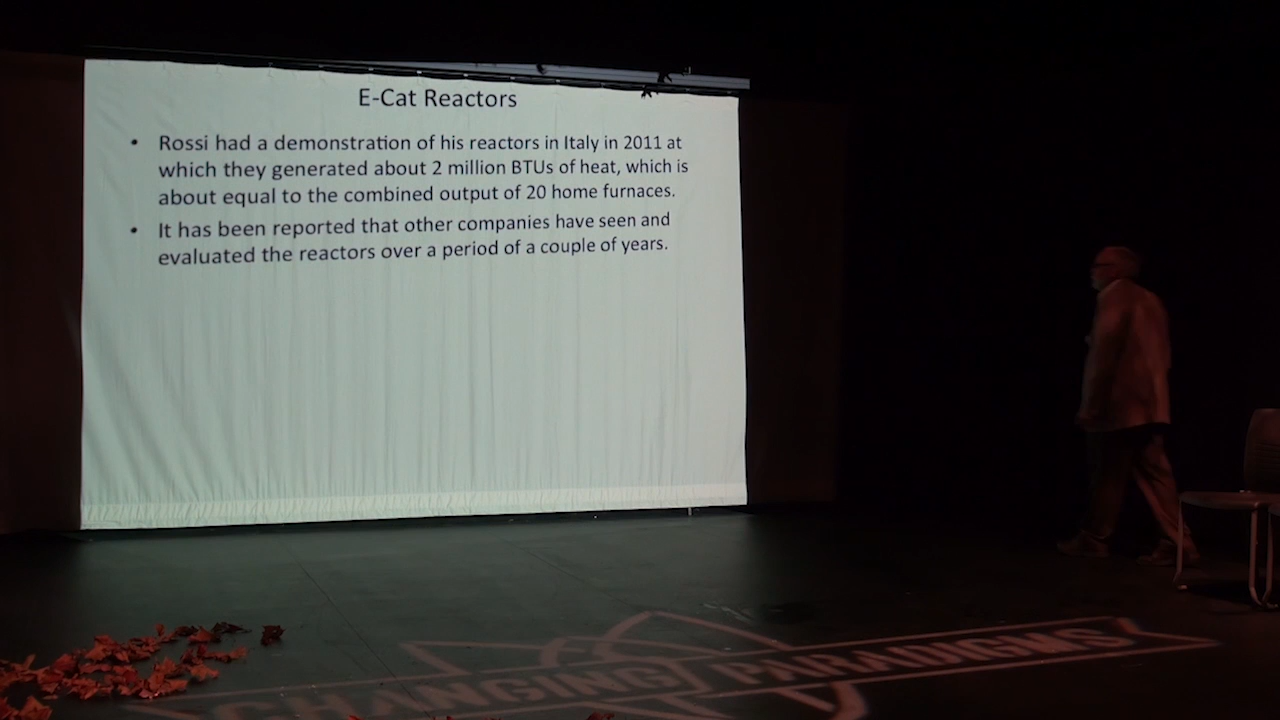 E-Cat Reactors
• Rossi had a demonstration of his reactors in Italy in 2011 at
which they generated about 2 million BTUs of heat, which is
about equal to the combined output of 20 home furnaces.
• It has been reported that other companies have seen and
evaluated the reactors over a period of a couple of years.
CHANGING PARADIGMS